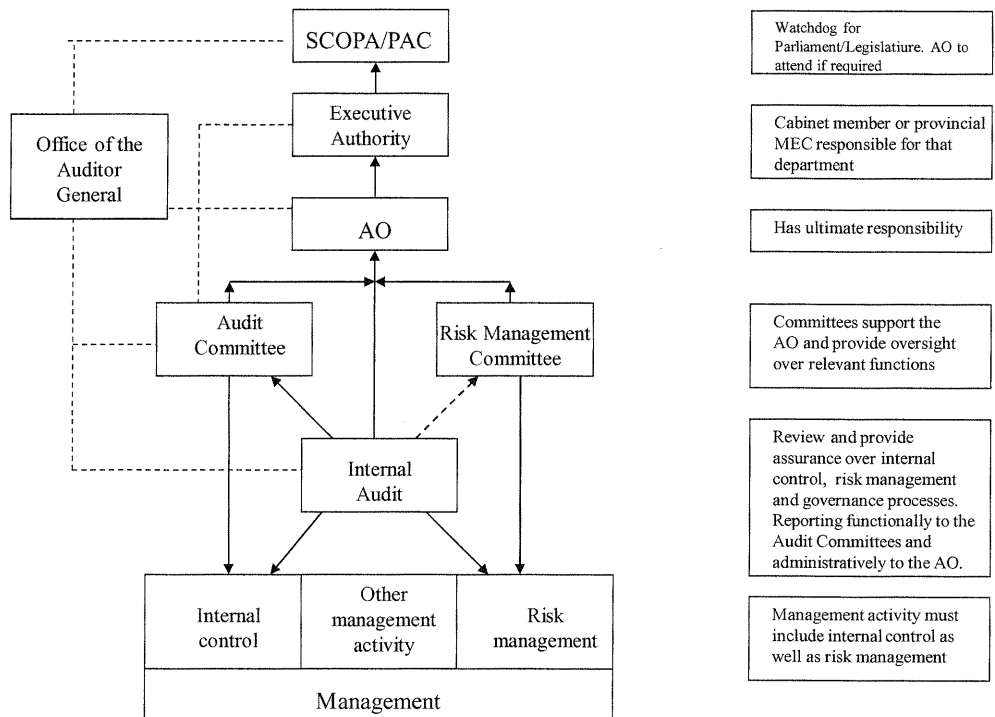 SCOPA/PAC
Executive
Authority
Office of the
Auditor
General
AO
Audit
Committee
Risk Management
Committee
Internal
Audit
Internal
control
Other
management
activity
Risk
management
Management
Watchdog for
Parliament/Legislatiure. AO to
attend if required
Cabinet member or provincial
MEC responsible for that
department
Has ultimate responsibility
Committees support the
AO and provide oversight
over relevant functions
Review and provide
assurance over internal
control, risk management
and governance processes.
Reporting functionally to the
Audit Committees and
administratively to the AO.
Management activity must
include internal control as
well as risk management